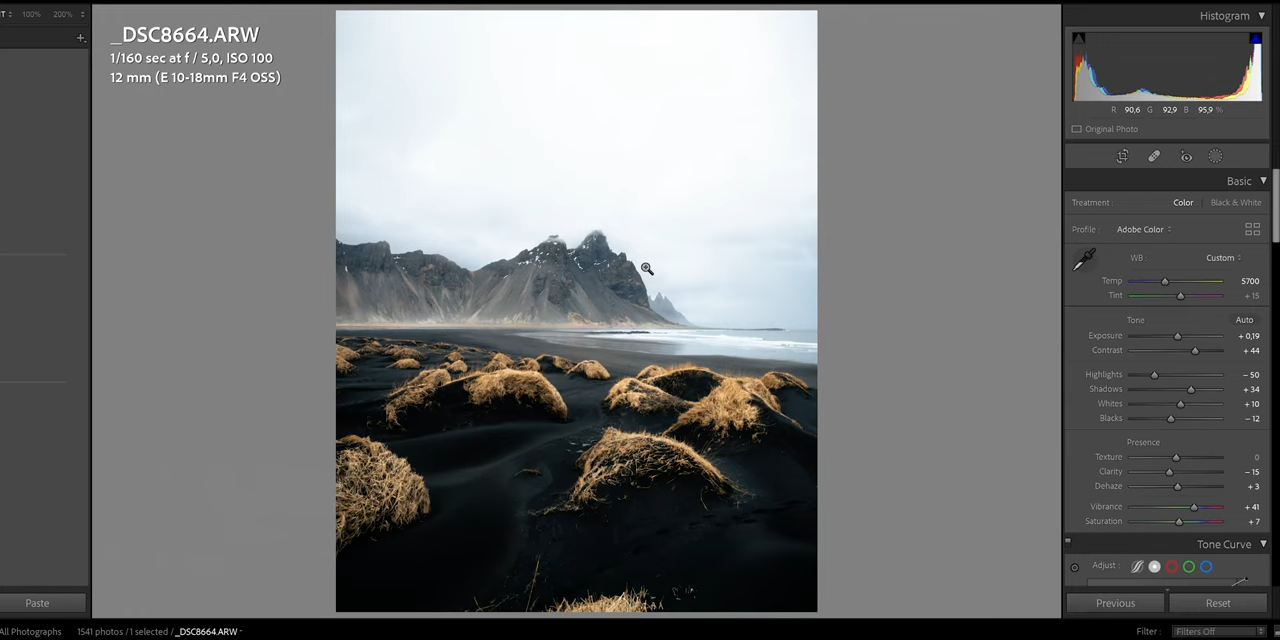 100%
200%
+
_DSC8664.ARW
1/160 sec at f / 5,0, ISO 100
12 mm (E 10-18mm F4 OSS)
Histogram
R 90,6 G 92,9 B 95,9 %
Original Photo
Basic
Treatment : Color Black & White
Profile : Adobe Color
WB : Custom
Temp 5700
Tint + 15
Tone Auto
Exposure + 0,19
Contrast + 44
Highlights − 50
Shadows + 34
Whites + 10
Blacks − 12
Presence
Texture 0
Clarity − 15
Dehaze + 3
Vibrance + 41
Saturation + 7
Tone Curve
Adjust :
Paste
Previous
Reset
All Photographs 1541 photos / 1 selected / _DSC8664.ARW
Filter : Filters Off